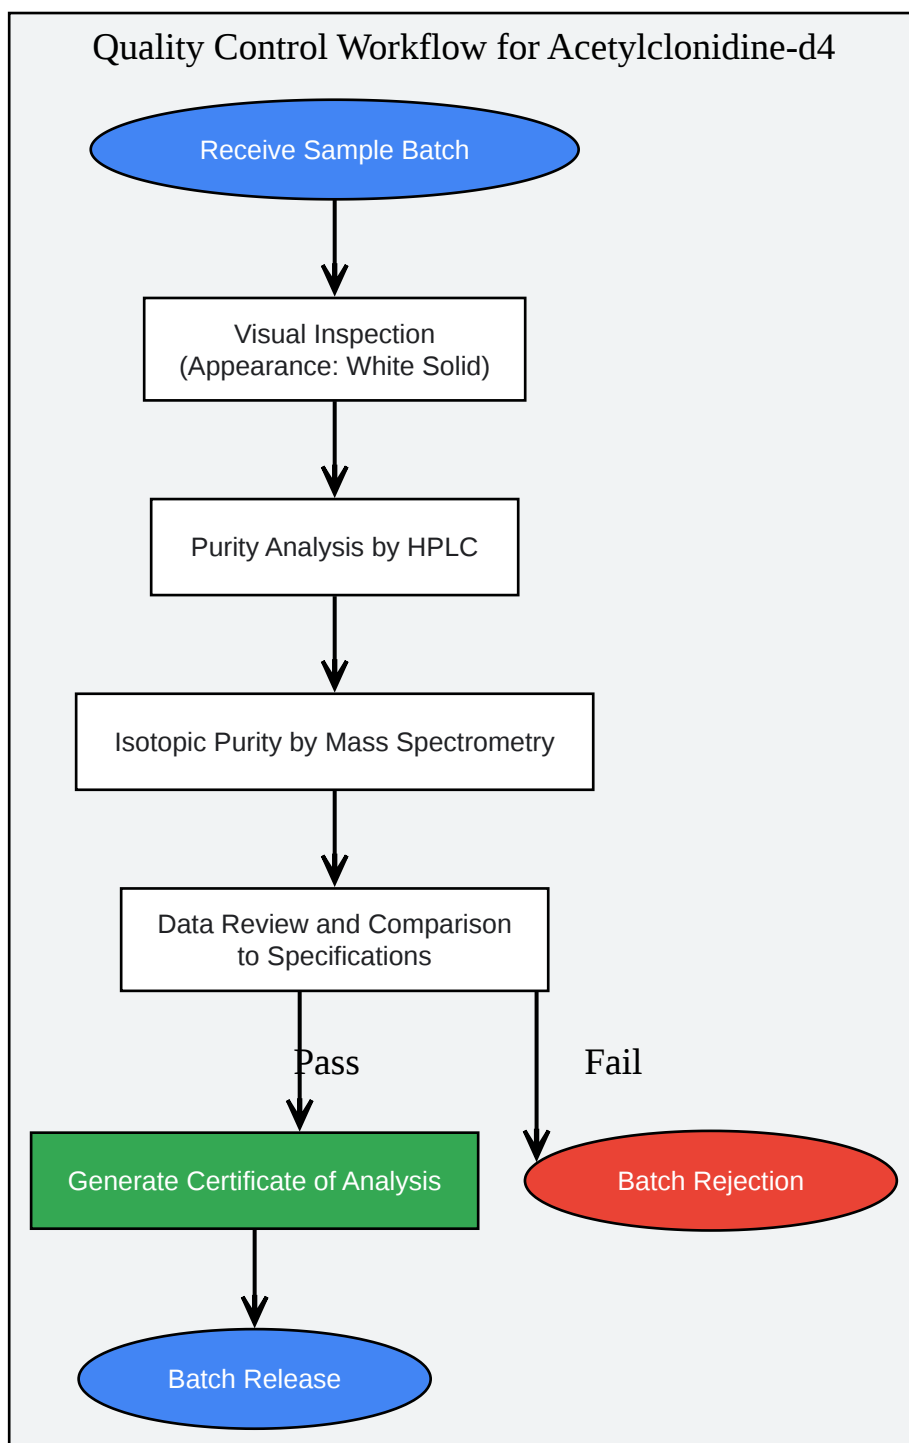 Quality Control Workflow for Acetylclonidine-d4
Receive Sample Batch
Visual Inspection
(Appearance: White Solid)
Purity Analysis by HPLC
Isotopic Purity by Mass Spectrometry
Data Review and Comparison
to Specifications
Pass
Fail
Generate Certificate of Analysis
Batch Rejection
Batch Release